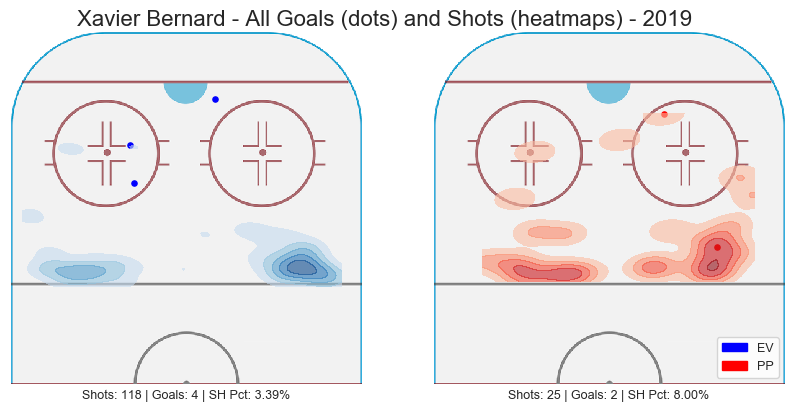 Xavier Bernard - All Goals (dots) and Shots (heatmaps) - 2019
EV
PP
Shots: 118 | Goals: 4 | SH Pct: 3.39%
Shots: 25 | Goals: 2 | SH Pct: 8.00%